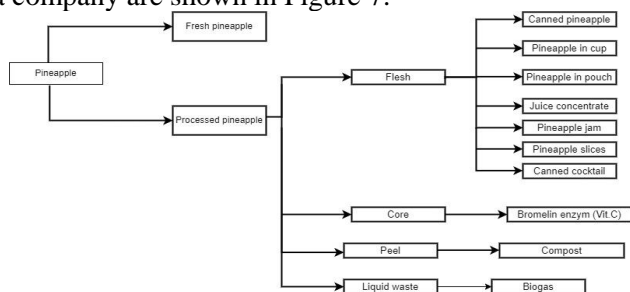 a company are shown in Figure 7.
Pineapple
Fresh pineapple
Processed pineapple
Flesh
Canned pineapple
Pineapple in cup
Pineapple in pouch
Juice concentrate
Pineapple jam
Pineapple slices
Canned cocktail
Core
Bromelin enzym (Vit.C)
Peel
Compost
Liquid waste
Biogas